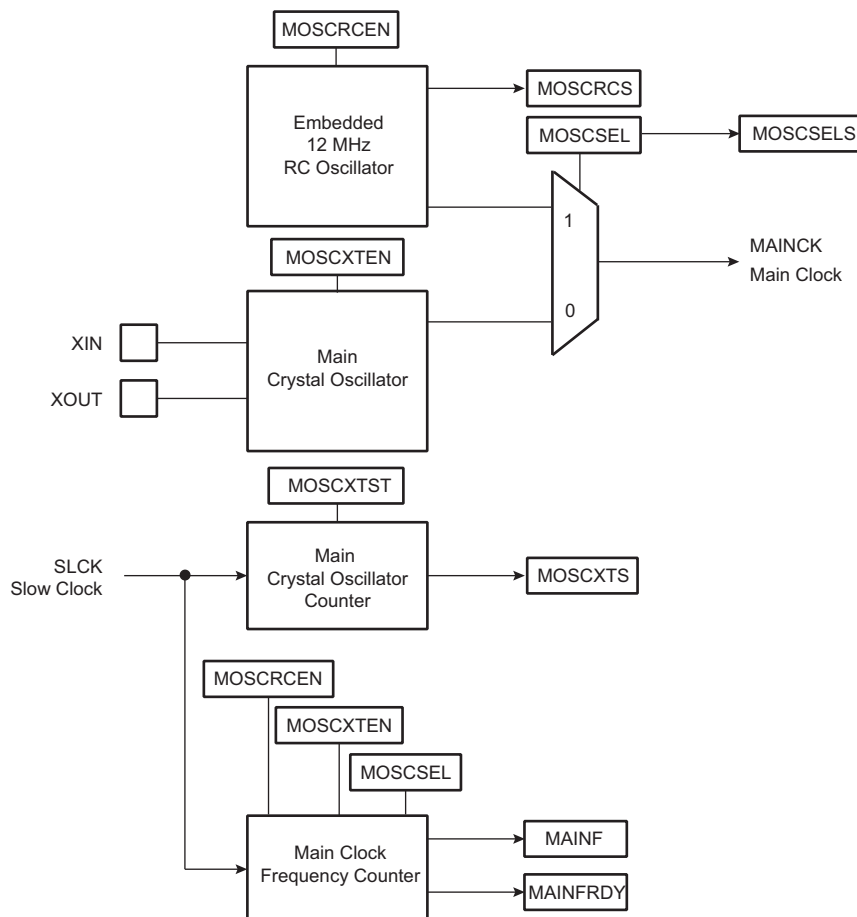 MOSCRCEN
Embedded
12 MHz
RC Oscillator
MOSCRCS
MOSCSEL
MOSCSELS
1
0
MAINCK
Main Clock
MOSCXTEN
XIN
XOUT
Main
Crystal Oscillator
MOSCXTST
SLCK
Slow Clock
Main
Crystal Oscillator
Counter
MOSCXTS
MOSCRCEN
MOSCXTEN
MOSCSEL
Main Clock
Frequency Counter
MAINF
MAINFRDY